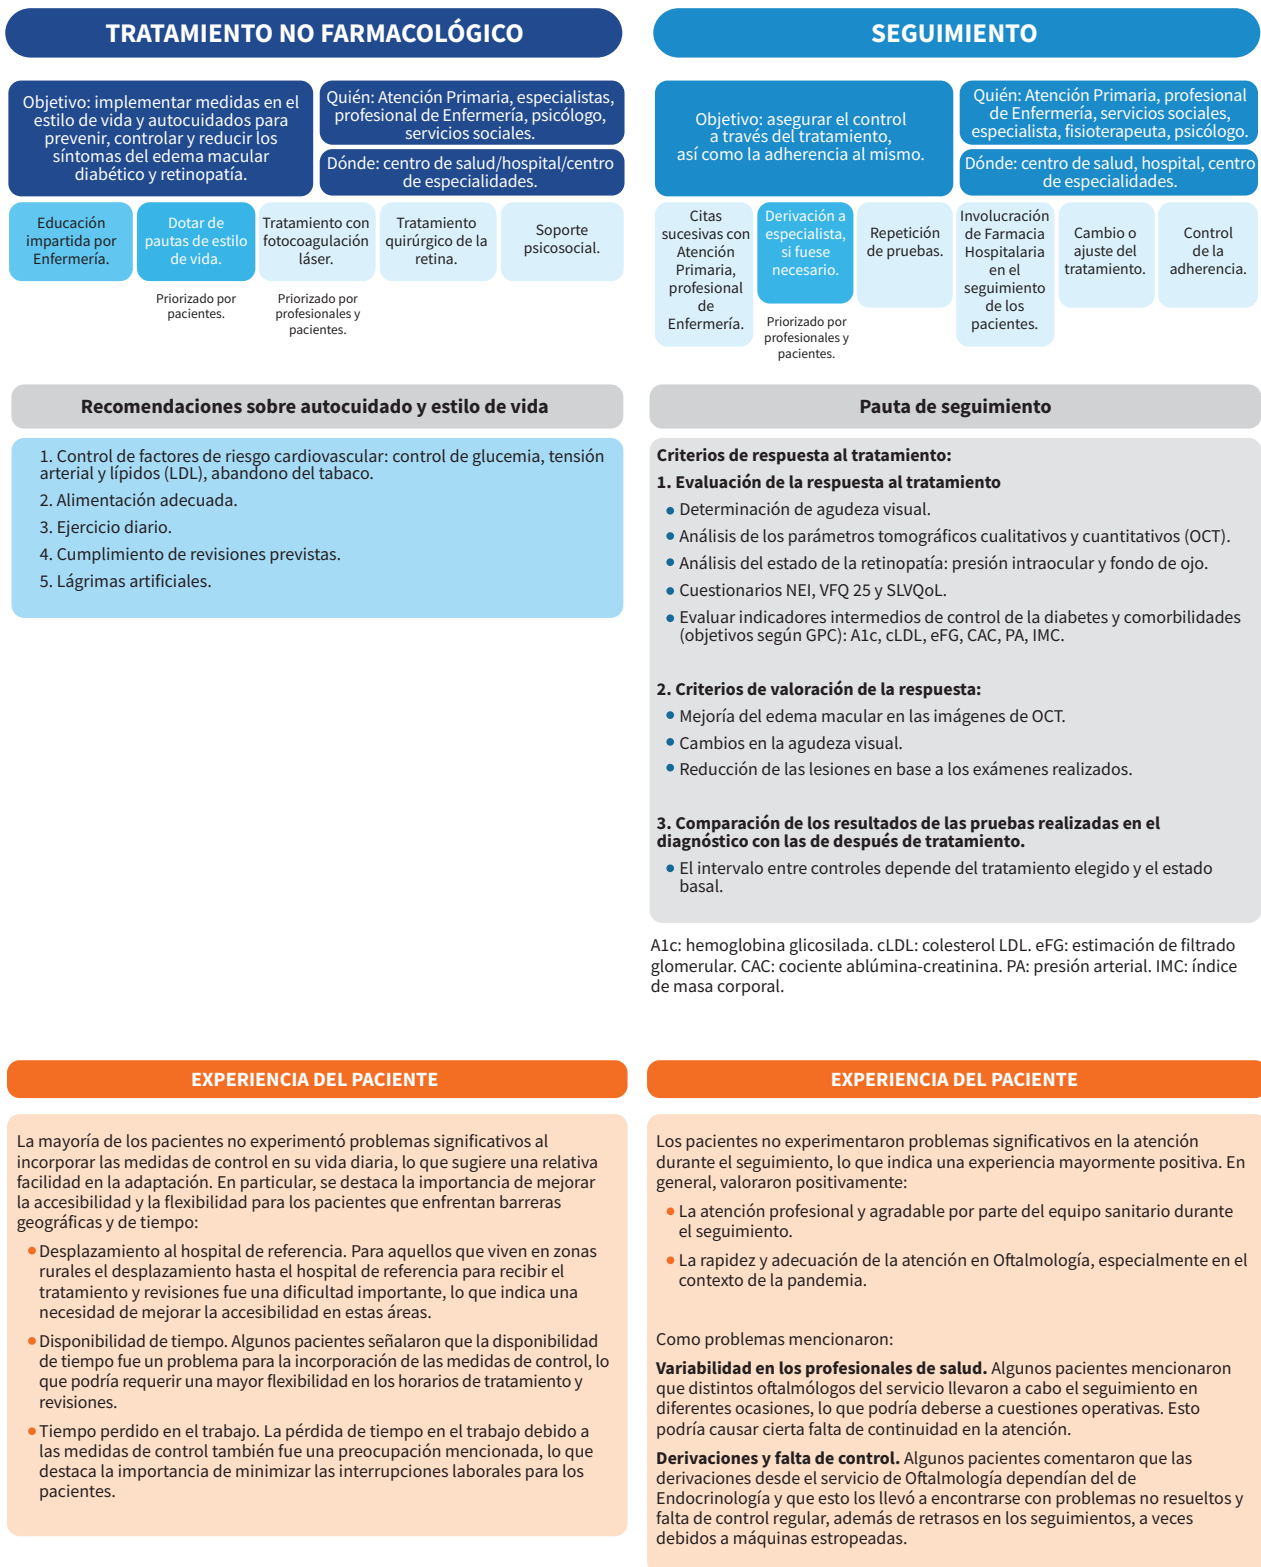 TRATAMIENTO NO FARMACOLÓGICO
Objetivo: implementar medidas en el
estilo de vida y autocuidados para
prevenir, controlar y reducir los
síntomas del edema macular
diabético y retinopatía.
Quién: Atención Primaria, especialistas,
profesional de Enfermería, psicólogo,
servicios sociales.
Dónde: centro de salud/hospital/centro
de especialidades.
Educación
impartida por
Enfermería.
Dotar de
pautas de estilo
de vida.
Tratamiento con
fotocoagulación
láser.
Tratamiento
quirúrgico de la
retina.
Soporte
psicosocial.
Priorizado por
pacientes.
Priorizado por
profesionales y
pacientes.
Recomendaciones sobre autocuidado y estilo de vida
1. Control de factores de riesgo cardiovascular: control de glucemia, tensión
arterial y lípidos (LDL), abandono del tabaco.
2. Alimentación adecuada.
3. Ejercicio diario.
4. Cumplimiento de revisiones previstas.
5. Lágrimas artificiales.
EXPERIENCIA DEL PACIENTE
La mayoría de los pacientes no experimentó problemas significativos al
incorporar las medidas de control en su vida diaria, lo que sugiere una relativa
facilidad en la adaptación. En particular, se destaca la importancia de mejorar
la accesibilidad y la flexibilidad para los pacientes que enfrentan barreras
geográficas y de tiempo:
• Desplazamiento al hospital de referencia. Para aquellos que viven en zonas
rurales el desplazamiento hasta el hospital de referencia para recibir el
tratamiento y revisiones fue una dificultad importante, lo que indica una
necesidad de mejorar la accesibilidad en estas áreas.
• Disponibilidad de tiempo. Algunos pacientes señalaron que la disponibilidad
de tiempo fue un problema para la incorporación de las medidas de control, lo
que podría requerir una mayor flexibilidad en los horarios de tratamiento y
revisiones.
• Tiempo perdido en el trabajo. La pérdida de tiempo en el trabajo debido a
las medidas de control también fue una preocupación mencionada, lo que
destaca la importancia de minimizar las interrupciones laborales para los
pacientes.
SEGUIMIENTO
Objetivo: asegurar el control
a través del tratamiento,
así como la adherencia al mismo.
Quién: Atención Primaria, profesional
de Enfermería, servicios sociales,
especialista, fisioterapeuta, psicólogo.
Dónde: centro de salud, hospital, centro
de especialidades.
Citas
sucesivas con
Atención
Primaria,
profesional
de
Enfermería.
Derivación a
especialista,
si fuese
necesario.
Repetición
de pruebas.
Involucración
de Farmacia
Hospitalaria
en el
seguimiento
de los
pacientes.
Cambio o
ajuste del
tratamiento.
Control
de la
adherencia.
Priorizado por
profesionales y
pacientes.
Pauta de seguimiento
Criterios de respuesta al tratamiento:
1. Evaluación de la respuesta al tratamiento
• Determinación de agudeza visual.
• Análisis de los parámetros tomográficos cualitativos y cuantitativos (OCT).
• Análisis del estado de la retinopatía: presión intraocular y fondo de ojo.
• Cuestionarios NEI, VFQ 25 y SLVQoL.
• Evaluar indicadores intermedios de control de la diabetes y comorbilidades
(objetivos según GPC): A1c, cLDL, eFG, CAC, PA, IMC.
2. Criterios de valoración de la respuesta:
• Mejoría del edema macular en las imágenes de OCT.
• Cambios en la agudeza visual.
• Reducción de las lesiones en base a los exámenes realizados.
3. Comparación de los resultados de las pruebas realizadas en el
diagnóstico con las de después de tratamiento.
• El intervalo entre controles depende del tratamiento elegido y el estado
basal.
A1c: hemoglobina glicosilada. cLDL: colesterol LDL. eFG: estimación de filtrado
glomerular. CAC: cociente ablúmina-creatinina. PA: presión arterial. IMC: índice
de masa corporal.
EXPERIENCIA DEL PACIENTE
Los pacientes no experimentaron problemas significativos en la atención
durante el seguimiento, lo que indica una experiencia mayormente positiva. En
general, valoraron positivamente:
• La atención profesional y agradable por parte del equipo sanitario durante
el seguimiento.
• La rapidez y adecuación de la atención en Oftalmología, especialmente en el
contexto de la pandemia.
Como problemas mencionaron:
Variabilidad en los profesionales de salud. Algunos pacientes mencionaron
que distintos oftalmólogos del servicio llevaron a cabo el seguimiento en
diferentes ocasiones, lo que podría deberse a cuestiones operativas. Esto
podría causar cierta falta de continuidad en la atención.
Derivaciones y falta de control. Algunos pacientes comentaron que las
derivaciones desde el servicio de Oftalmología dependían del de
Endocrinología y que esto los llevó a encontrarse con problemas no resueltos y
falta de control regular, además de retrasos en los seguimientos, a veces
debidos a máquinas estropeadas.